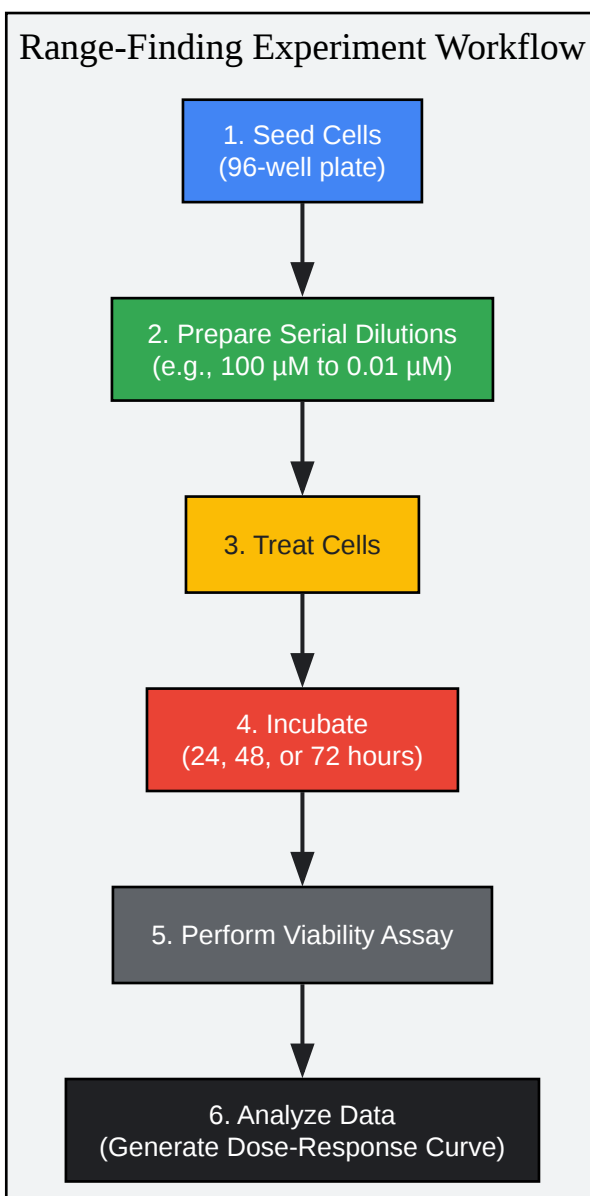 Range-Finding Experiment Workflow
1. Seed Cells
(96-well plate)
2. Prepare Serial Dilutions
(e.g., 100 µM to 0.01 µM)
3. Treat Cells
4. Incubate
(24, 48, or 72 hours)
5. Perform Viability Assay
6. Analyze Data
(Generate Dose-Response Curve)